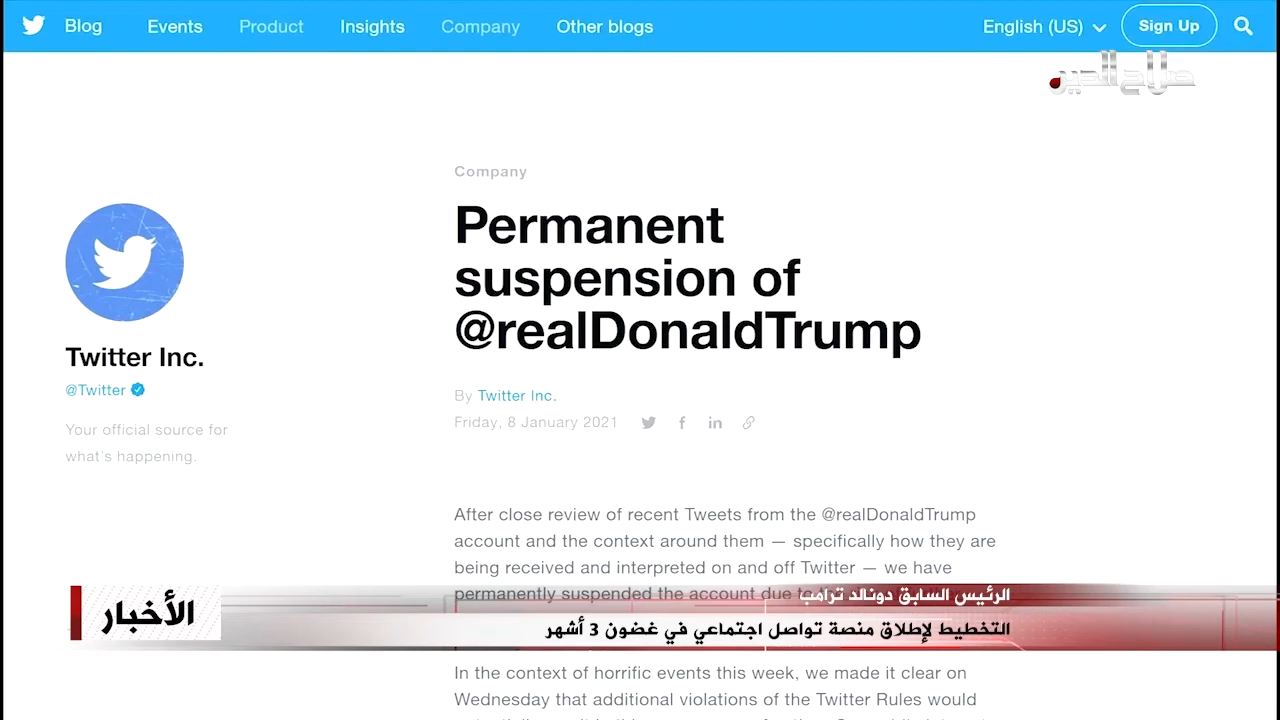 Blog Events Product Insights Company Other blogs English (US) Sign Up
صلاح الدين
Company
Permanent
suspension of
@realDonaldTrump
Twitter Inc.
@Twitter
Your official source for
what's happening.
By Twitter Inc.
Friday, 8 January 2021
After close review of recent Tweets from the @realDonaldTrump
account and the context around them — specifically how they are
being received and interpreted on and off Twitter — we have
permanently suspended the account due
الرئيس السابق دونالد ترامب
الأخبار
التخطيط لإطلاق منصة تواصل اجتماعي في غضون 3 أشهر
In the context of horrific events this week, we made it clear on
Wednesday that additional violations of the Twitter Rules would